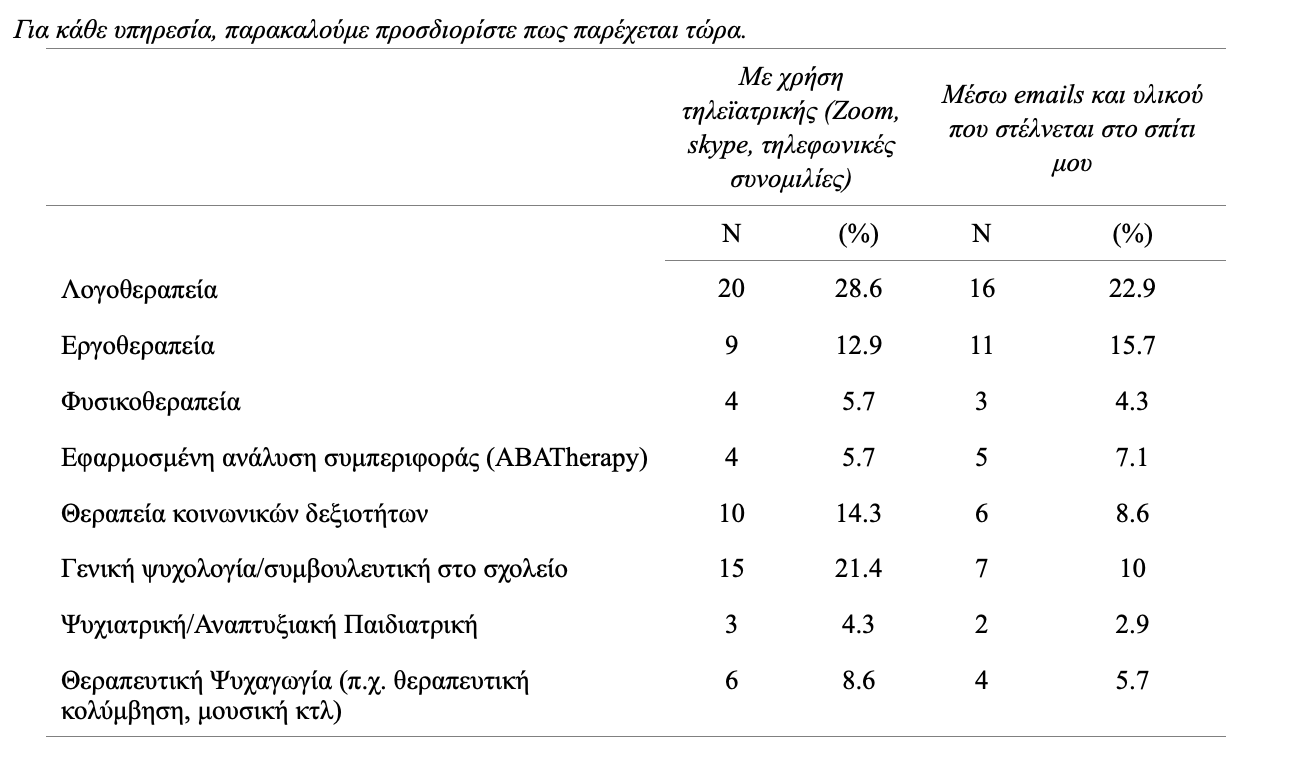 Για κάθε υπηρεσία, παρακαλούμε προσδιορίστε πως παρέχεται τώρα.
Με χρήση
τηλεϊατρικής (Zoom,
skype, τηλεφωνικές
συνομιλίες)
Μέσω emails και υλικού
που στέλνεται στο σπίτι
μου
N (%) N (%)
Λογοθεραπεία 20 28.6 16 22.9
Εργοθεραπεία 9 12.9 11 15.7
Φυσικοθεραπεία 4 5.7 3 4.3
Εφαρμοσμένη ανάλυση συμπεριφοράς (ABATherapy) 4 5.7 5 7.1
Θεραπεία κοινωνικών δεξιοτήτων 10 14.3 6 8.6
Γενική ψυχολογία/συμβουλευτική στο σχολείο 15 21.4 7 10
Ψυχιατρική/Αναπτυξιακή Παιδιατρική 3 4.3 2 2.9
Θεραπευτική Ψυχαγωγία (π.χ. θεραπευτική 6 8.6 4 5.7
κολύμβηση, μουσική κτλ)